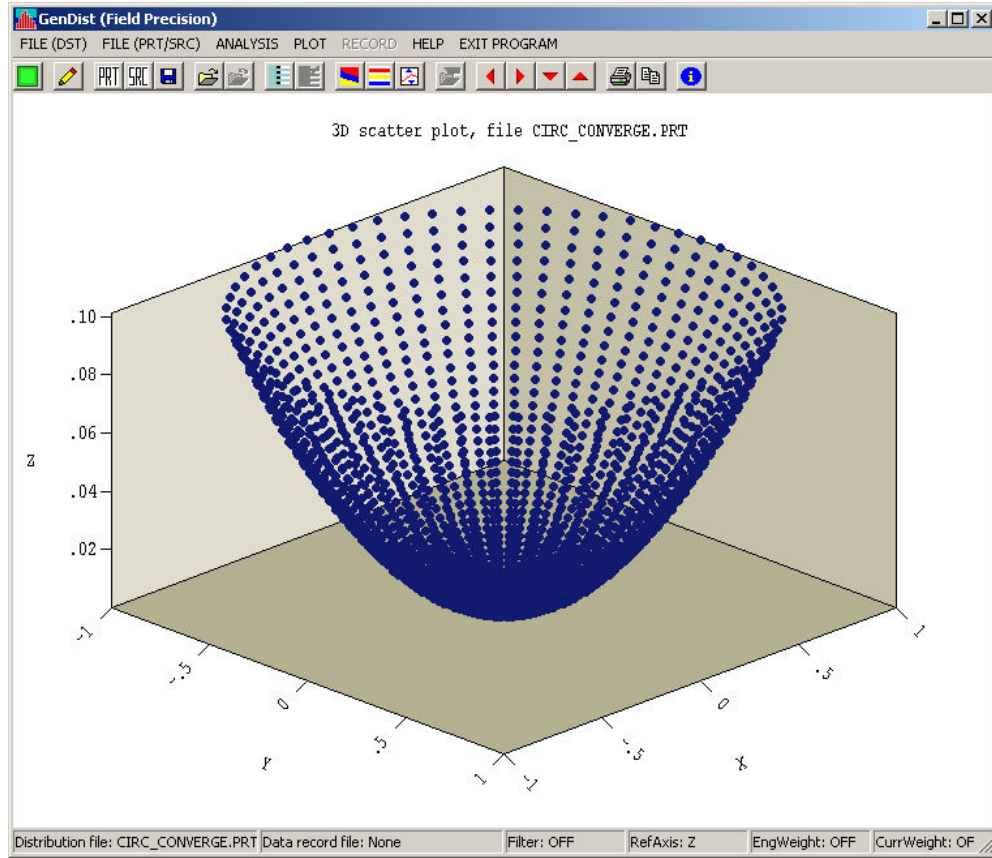 GenDist (Field Precision)
FILE (DST) FILE (PRT/SRC) ANALYSIS PLOT RECORD HELP EXIT PROGRAM
PRT SRC
3D scatter plot, file CIRC_CONVERGE.PRT
.10
.08
.06
Z
.04
.02
-1
-.5
0
.5
1
Y
-1
-.5
0
.5
1
X
Distribution file: CIRC_CONVERGE.PRT Data record file: None Filter: OFF RefAxis: Z EngWeight: OFF CurrWeight: OF